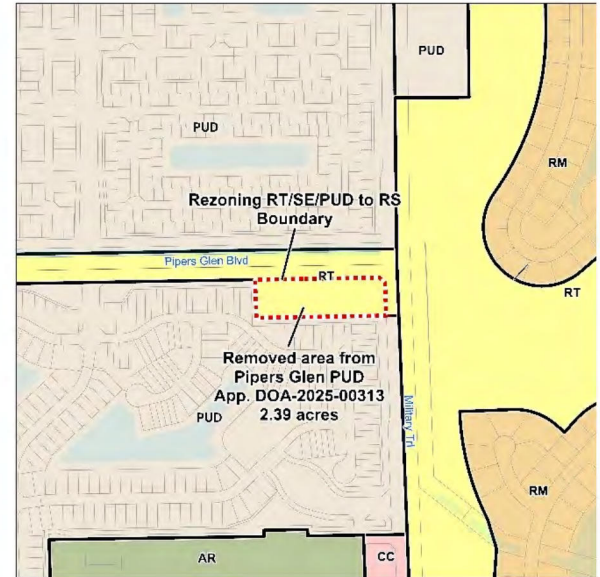 PUD
PUD
RM
Rezoning RT/SE/PUD to RS
Boundary
Pipers Glen Blvd
RT
RT
Removed area from
Pipers Glen PUD
App. DOA-2025-00313
2.39 acres
PUD
Military Trl
RM
AR
CC